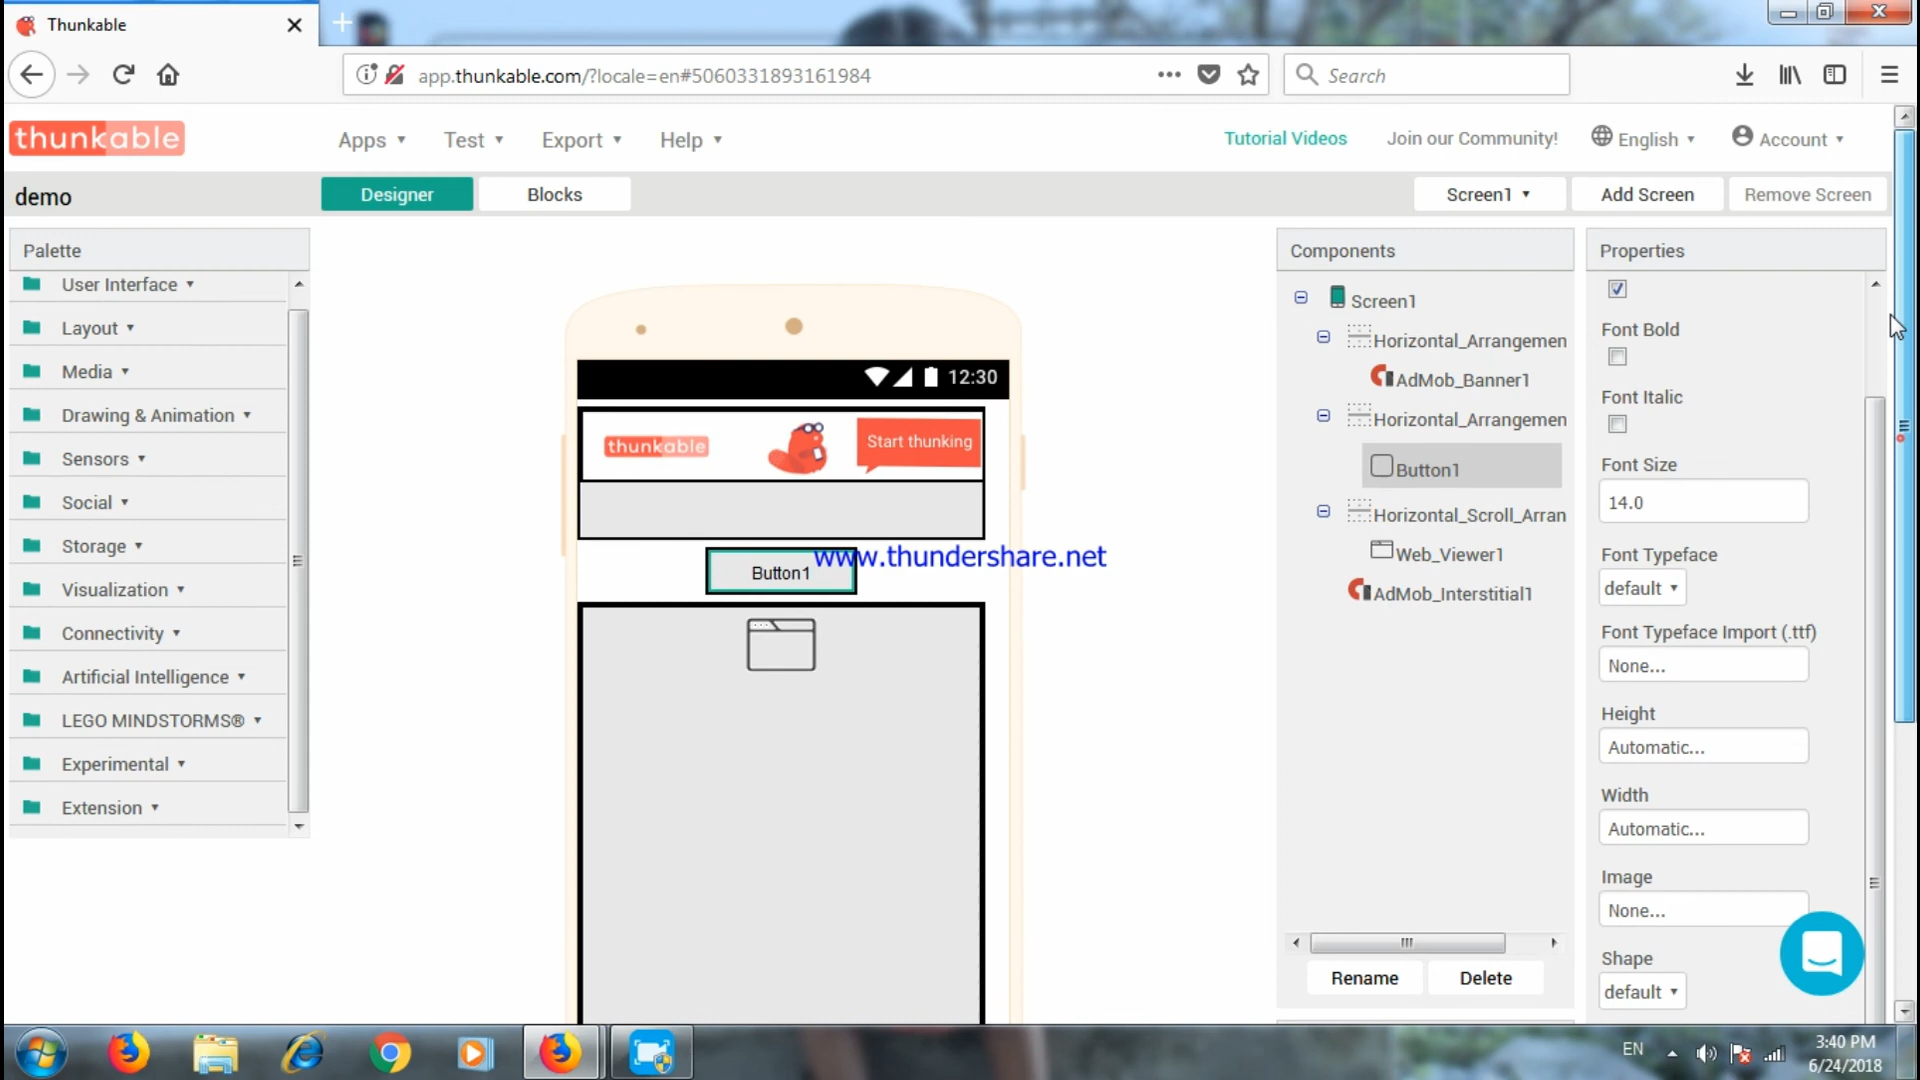 Thunkable
app.thunkable.com/?locale=en#5060331893161984
Search
thunkable
Apps
Test
Export
Help
Tutorial Videos
Join our Community!
English
Account
demo
Designer
Blocks
Screen1
Add Screen
Remove Screen
Palette
User Interface
Layout
Media
Drawing & Animation
Sensors
Social
Storage
Visualization
Connectivity
Artificial Intelligence
LEGO MINDSTORMS®
Experimental
Extension
12:30
thunkable
Start thunking
Button1
www.thundershare.net
Components
Screen1
Horizontal_Arrangemen
AdMob_Banner1
Horizontal_Arrangemen
Button1
Horizontal_Scroll_Arran
Web_Viewer1
AdMob_Interstitial1
Rename
Delete
Properties
Font Bold
Font Italic
Font Size
14.0
Font Typeface
default
Font Typeface Import (.ttf)
None...
Height
Automatic...
Width
Automatic...
Image
None...
Shape
default
EN
3:40 PM
6/24/2018